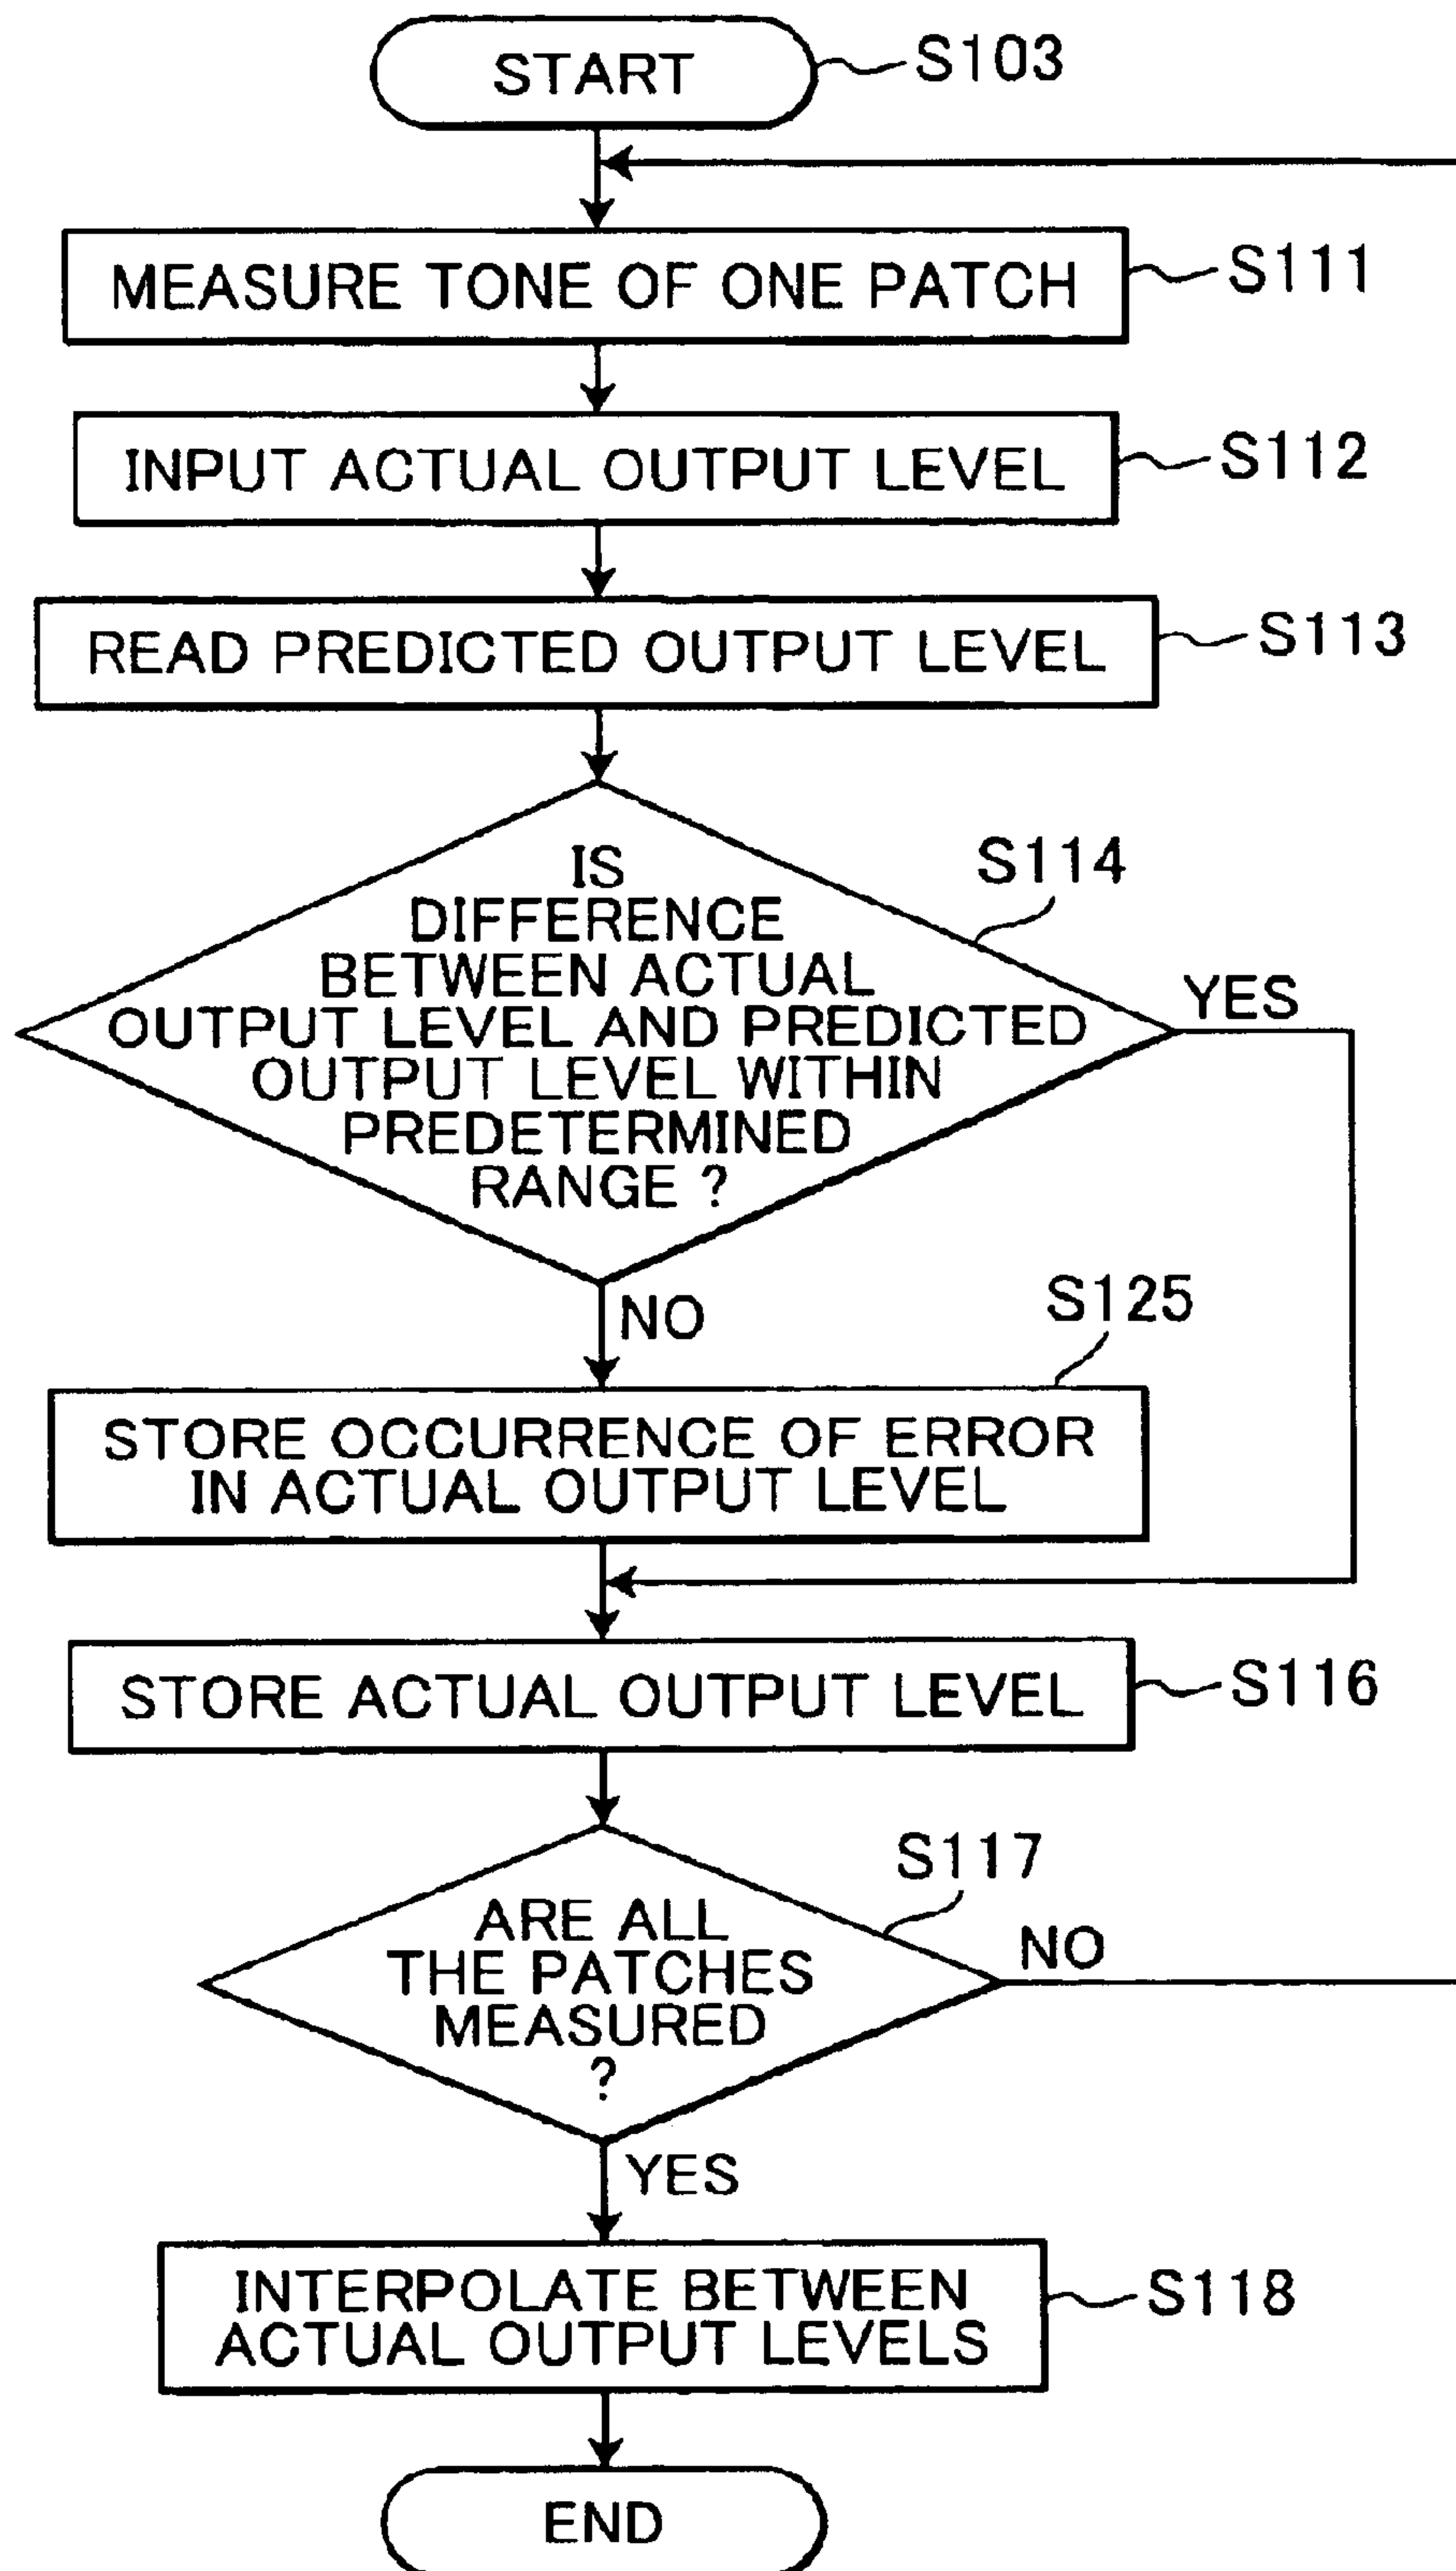 START
S103
MEASURE TONE OF ONE PATCH
S111
INPUT ACTUAL OUTPUT LEVEL
S112
READ PREDICTED OUTPUT LEVEL
S113
S114
IS
DIFFERENCE
BETWEEN ACTUAL
OUTPUT LEVEL AND PREDICTED
OUTPUT LEVEL WITHIN
PREDETERMINED
RANGE ?
YES
NO
S125
STORE OCCURRENCE OF ERROR
IN ACTUAL OUTPUT LEVEL
STORE ACTUAL OUTPUT LEVEL
S116
S117
ARE ALL
THE PATCHES
MEASURED
?
NO
YES
INTERPOLATE BETWEEN
ACTUAL OUTPUT LEVELS
S118
END